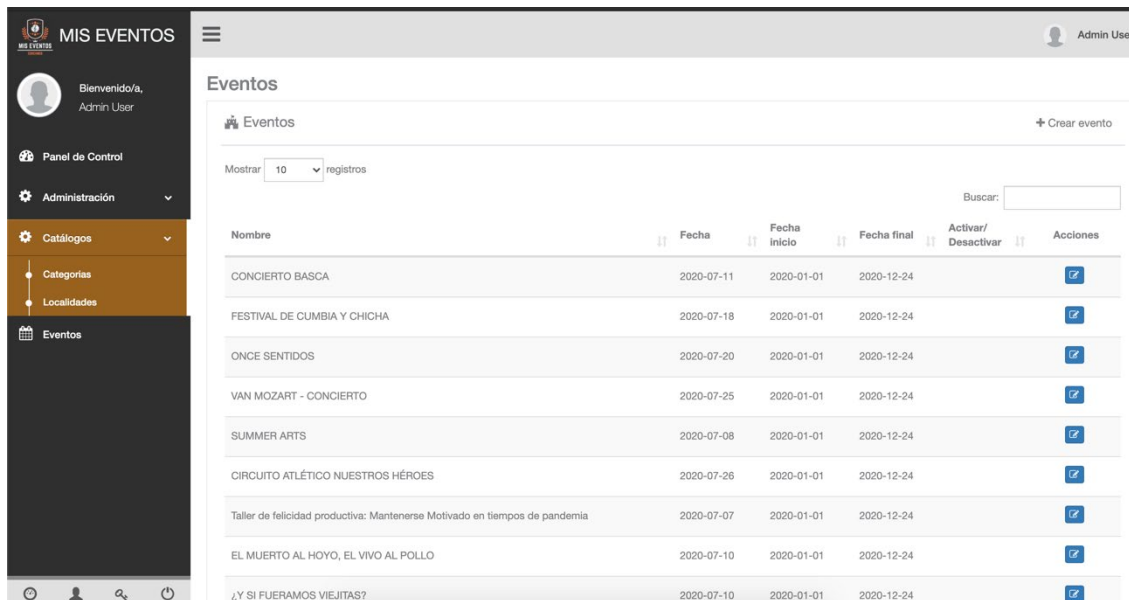 MIS EVENTOS
MIS EVENTOS
Admin Use
Bienvenido/a,
Admin User
Panel de Control
Administración
Catálogos
Categorias
Localidades
Eventos
Eventos
Eventos
Crear evento
Mostrar 10 registros
Buscar:
Nombre Fecha Fecha inicio Fecha final Activar/ Desactivar Acciones
CONCIERTO BASCA 2020-07-11 2020-01-01 2020-12-24
FESTIVAL DE CUMBIA Y CHICHA 2020-07-18 2020-01-01 2020-12-24
ONCE SENTIDOS 2020-07-20 2020-01-01 2020-12-24
VAN MOZART - CONCIERTO 2020-07-25 2020-01-01 2020-12-24
SUMMER ARTS 2020-07-08 2020-01-01 2020-12-24
CIRCUITO ATLÉTICO NUESTROS HÉROES 2020-07-26 2020-01-01 2020-12-24
Taller de felicidad productiva: Mantenerse Motivado en tiempos de pandemia 2020-07-07 2020-01-01 2020-12-24
EL MUERTO AL HOYO, EL VIVO AL POLLO 2020-07-10 2020-01-01 2020-12-24
¿Y SI FUERAMOS VIEJITAS? 2020-07-10 2020-01-01 2020-12-24